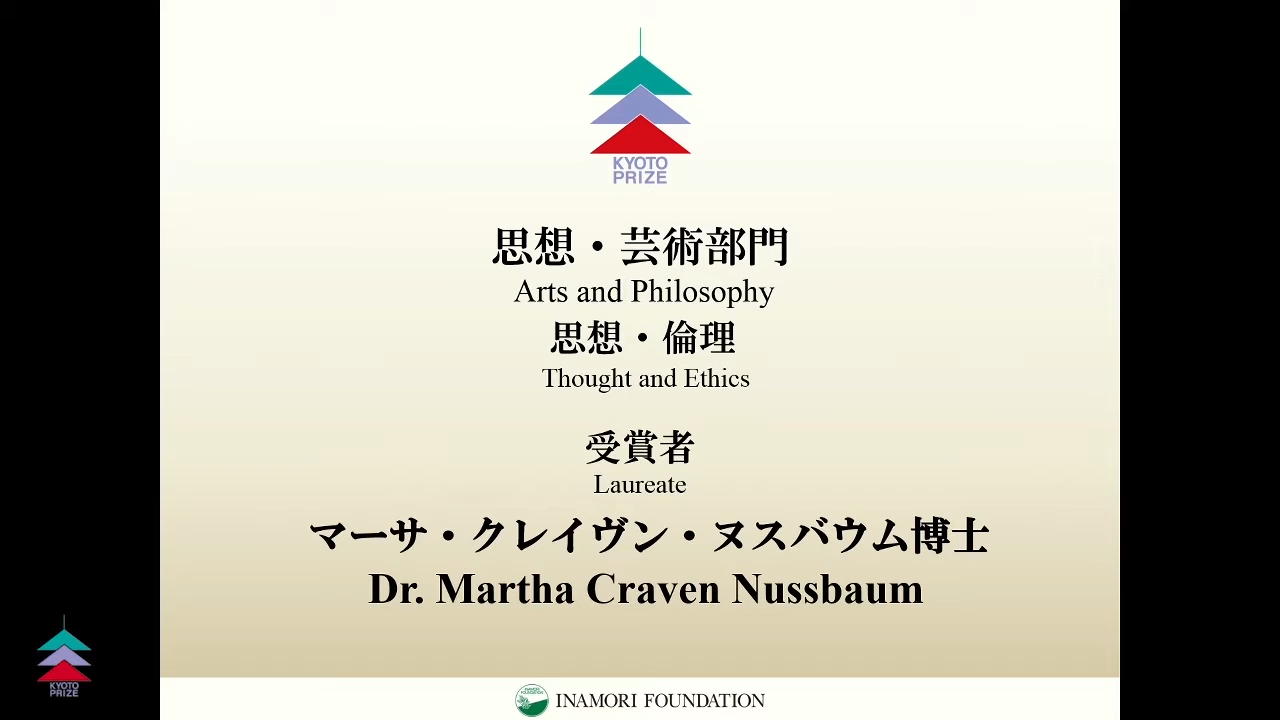 KYOTO
PRIZE
思想・芸術部門
Arts and Philosophy
思想・倫理
Thought and Ethics
受賞者
Laureate
マーサ・クレイヴン・ヌスバウム博士
Dr. Martha Craven Nussbaum
KYOTO
PRIZE
INAMORI
FOUNDATION
INAMORI FOUNDATION